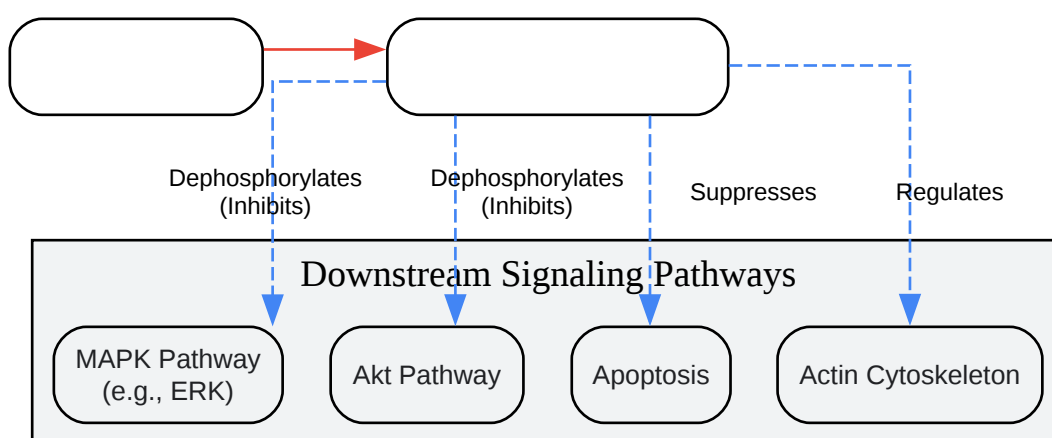 Dephosphorylates
(Inhibits)
Dephosphorylates
(Inhibits)
Suppresses
Regulates
Downstream Signaling Pathways
MAPK Pathway
(e.g., ERK)
Akt Pathway
Apoptosis
Actin Cytoskeleton